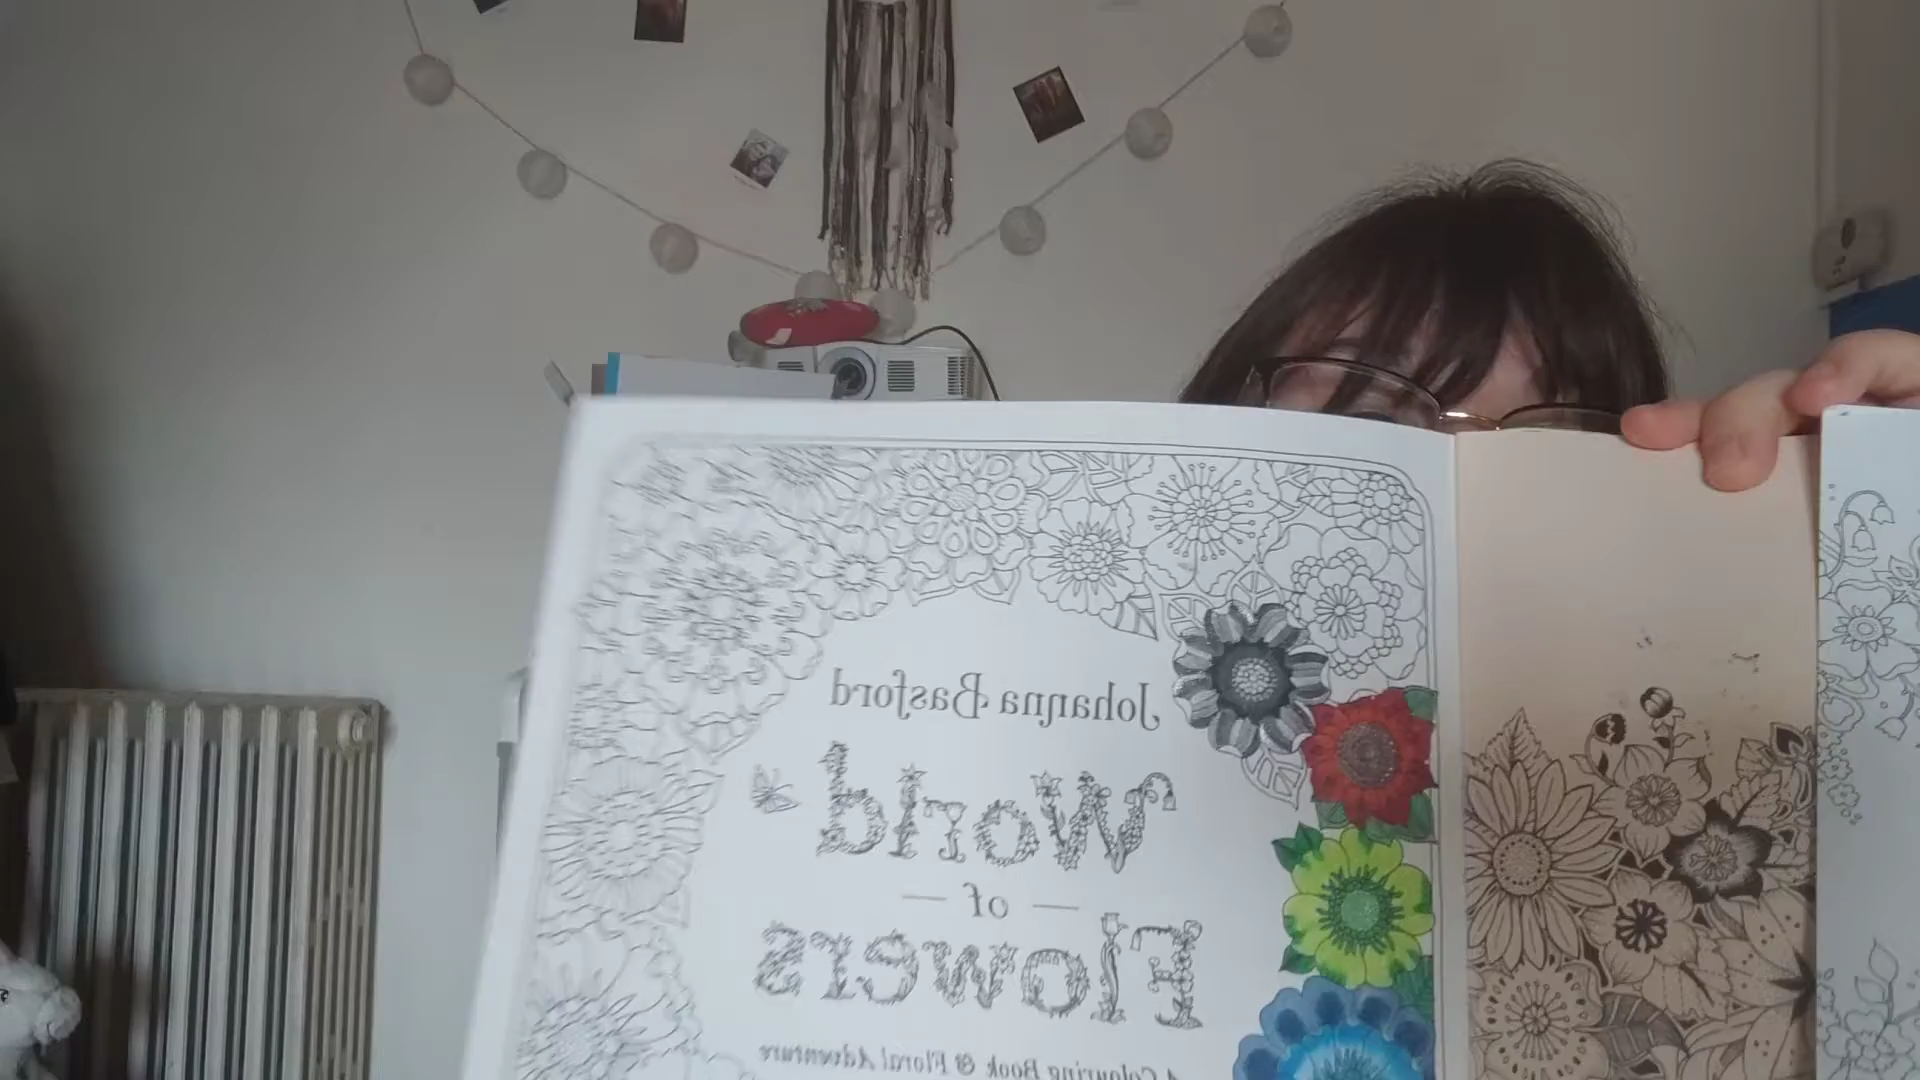 Johanna Basford
World
of
Flowers
A Colouring Book & Floral Adventure